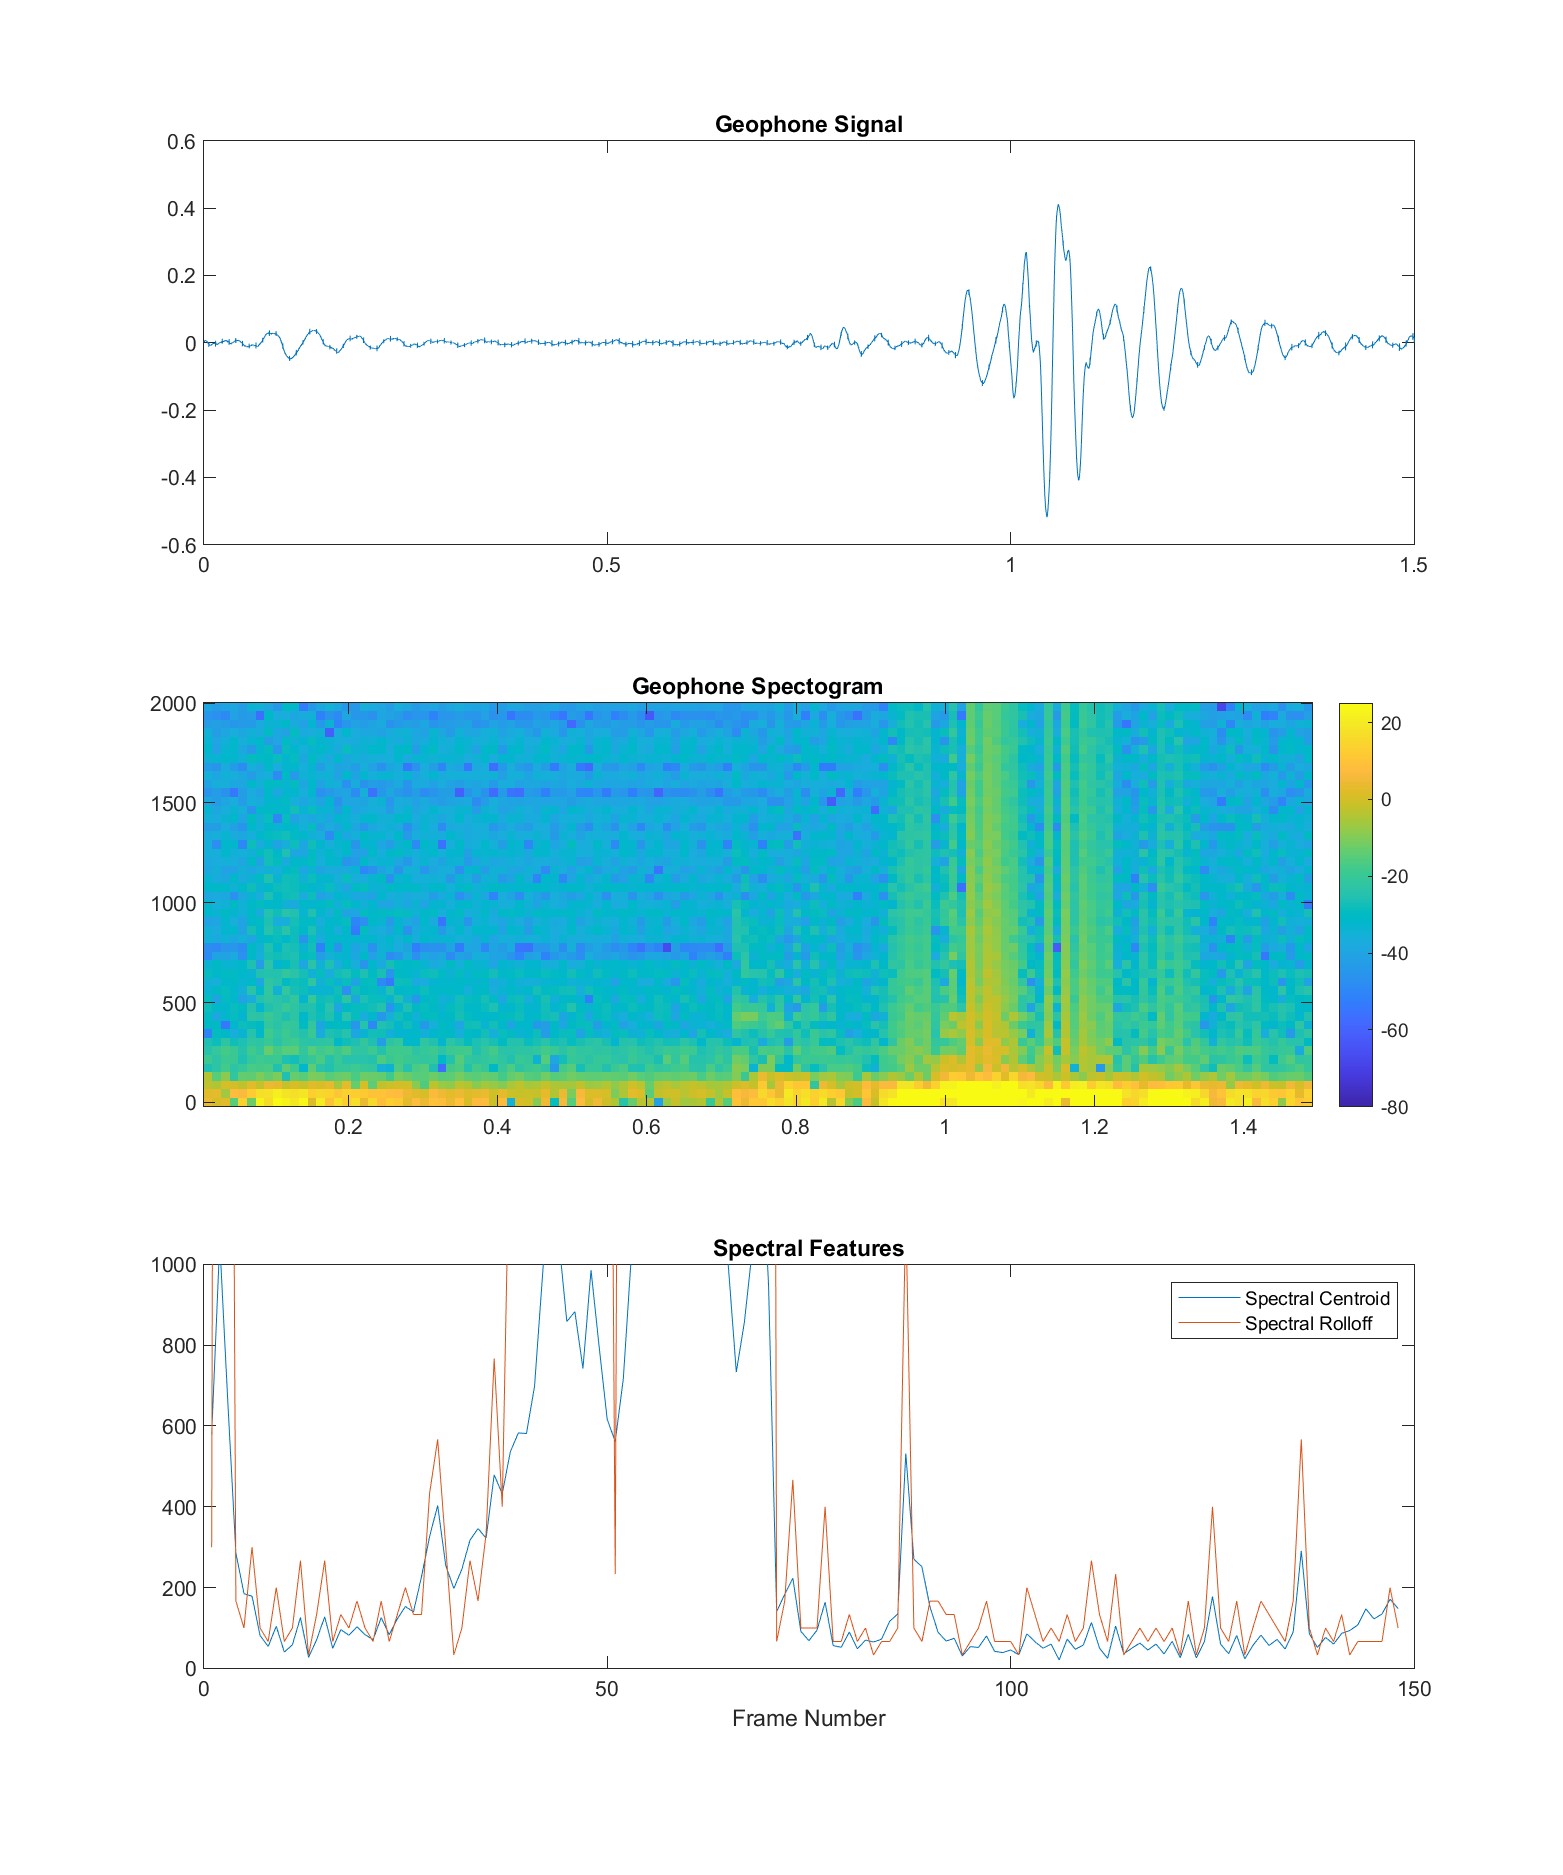 Geophone Signal
0.6
0.4
0.2
0
-0.2
-0.4
-0.6
0 0.5 1 1.5
Geophone Spectogram
2000
1500
1000
500
0
0.2 0.4 0.6 0.8 1 1.2 1.4
20
0
-20
-40
-60
-80
Spectral Features
1000
800
600
400
200
0
Spectral Centroid
Spectral Rolloff
0 50 100 150
Frame Number